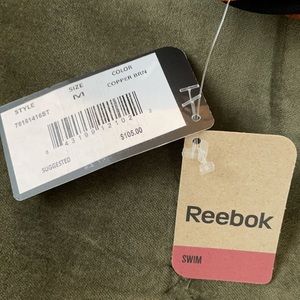 STYLE
SIZE
COLOR
M
COPPER BRN
$105.00
SUGGESTED
Reebok
SWIM